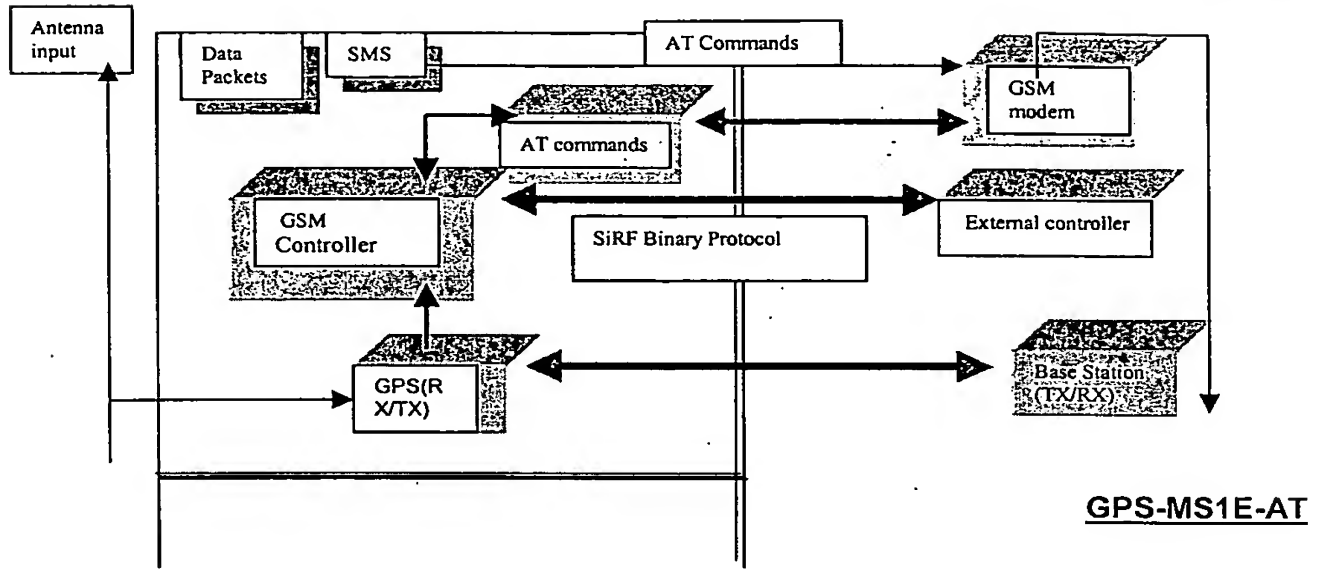 Antenna
input
Data
Packets
SMS
AT Commands
GSM
modem
AT commands
GSM
Controller
SiRF Binary Protocol
External controller
GPS(R
X/TX)
Base Station
(TX/RX)
GPS-MS1E-AT